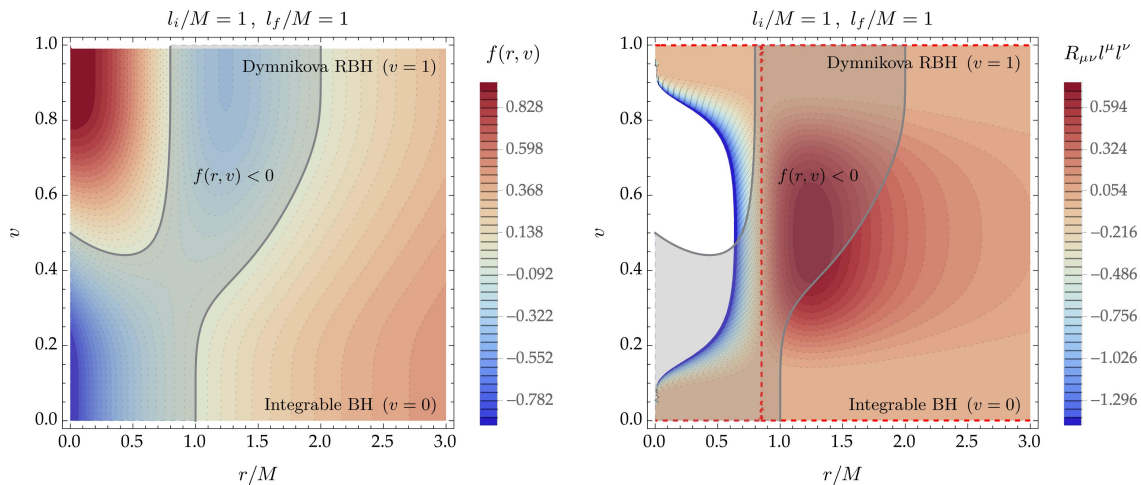 l_i/M = 1 , l_f/M = 1
f(r, v)
Dymnikova RBH (v = 1)
f(r, v) < 0
Integrable BH (v = 0)
1.0
0.8
0.6
0.4
0.2
0.0
v
0.0 0.5 1.0 1.5 2.0 2.5 3.0
r/M
0.828
0.598
0.368
0.138
−0.092
−0.322
−0.552
−0.782
l_i/M = 1 , l_f/M = 1
R_{μν}l^μ l^ν
Dymnikova RBH (v = 1)
f(r, v) < 0
Integrable BH (v = 0)
1.0
0.8
0.6
0.4
0.2
0.0
v
0.0 0.5 1.0 1.5 2.0 2.5 3.0
r/M
0.594
0.324
0.054
−0.216
−0.486
−0.756
−1.026
−1.296